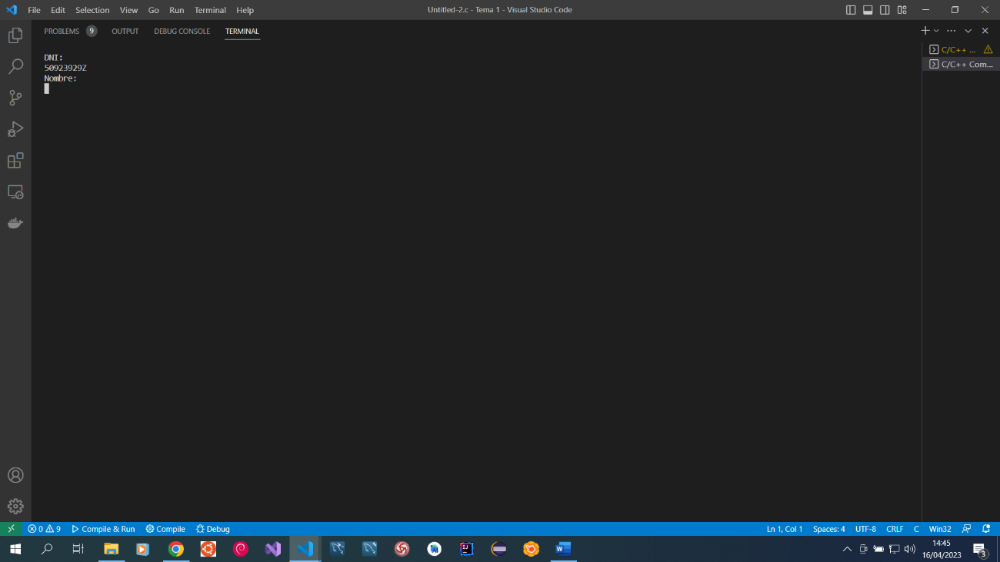 File Edit Selection View Go Run Terminal Help
Untitled-2.c - Tema 1 - Visual Studio Code
PROBLEMS 9 OUTPUT DEBUG CONSOLE TERMINAL
C/C++ ...
C/C++ Com...
DNI:
50923929Z
Nombre:
0 9 Compile & Run Compile Debug
Ln 1, Col 1 Spaces: 4 UTF-8 CRLF C Win32
14:45
16/04/2023
3